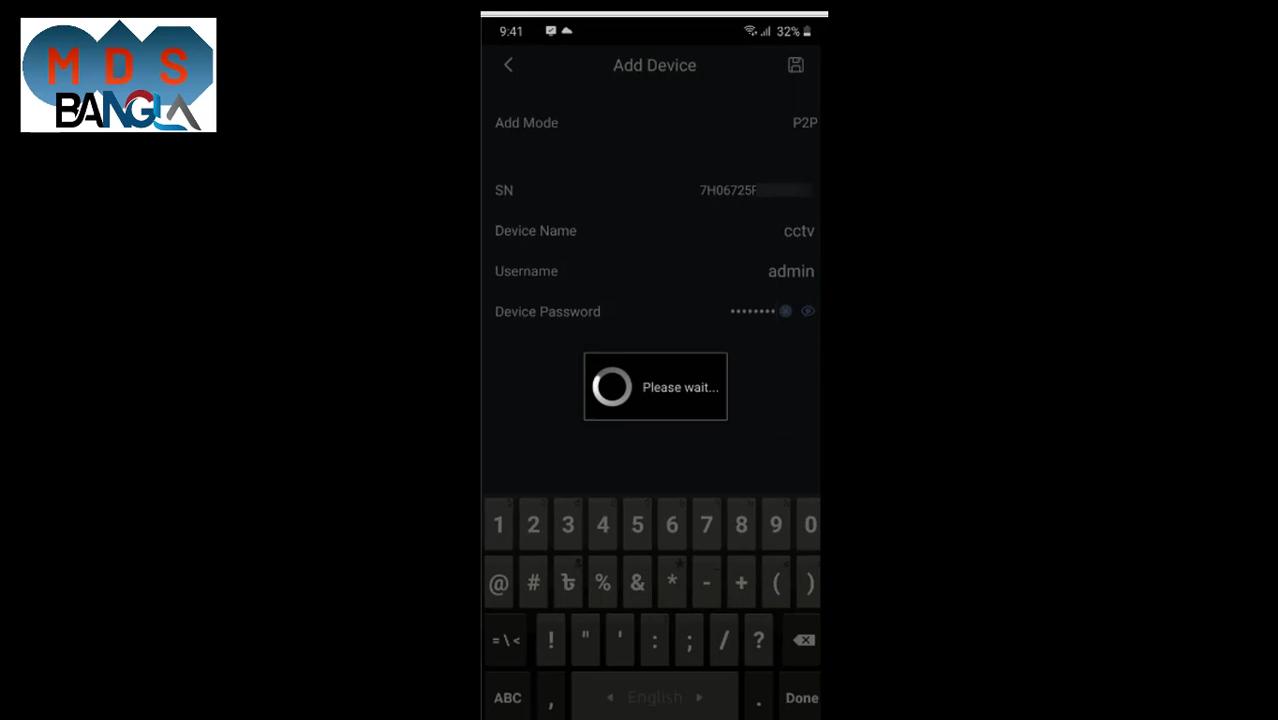 MDS
BANGLA
9:41 32%
Add Device
Add Mode P2P
SN 7H06725F
Device Name cctv
Username admin
Device Password ••••••••
Please wait...
1 2 3 4 5 6 7 8 9 0
@ # ৳ % & * - + ( )
=\< ! " ' : ; / ?
ABC , English . Done